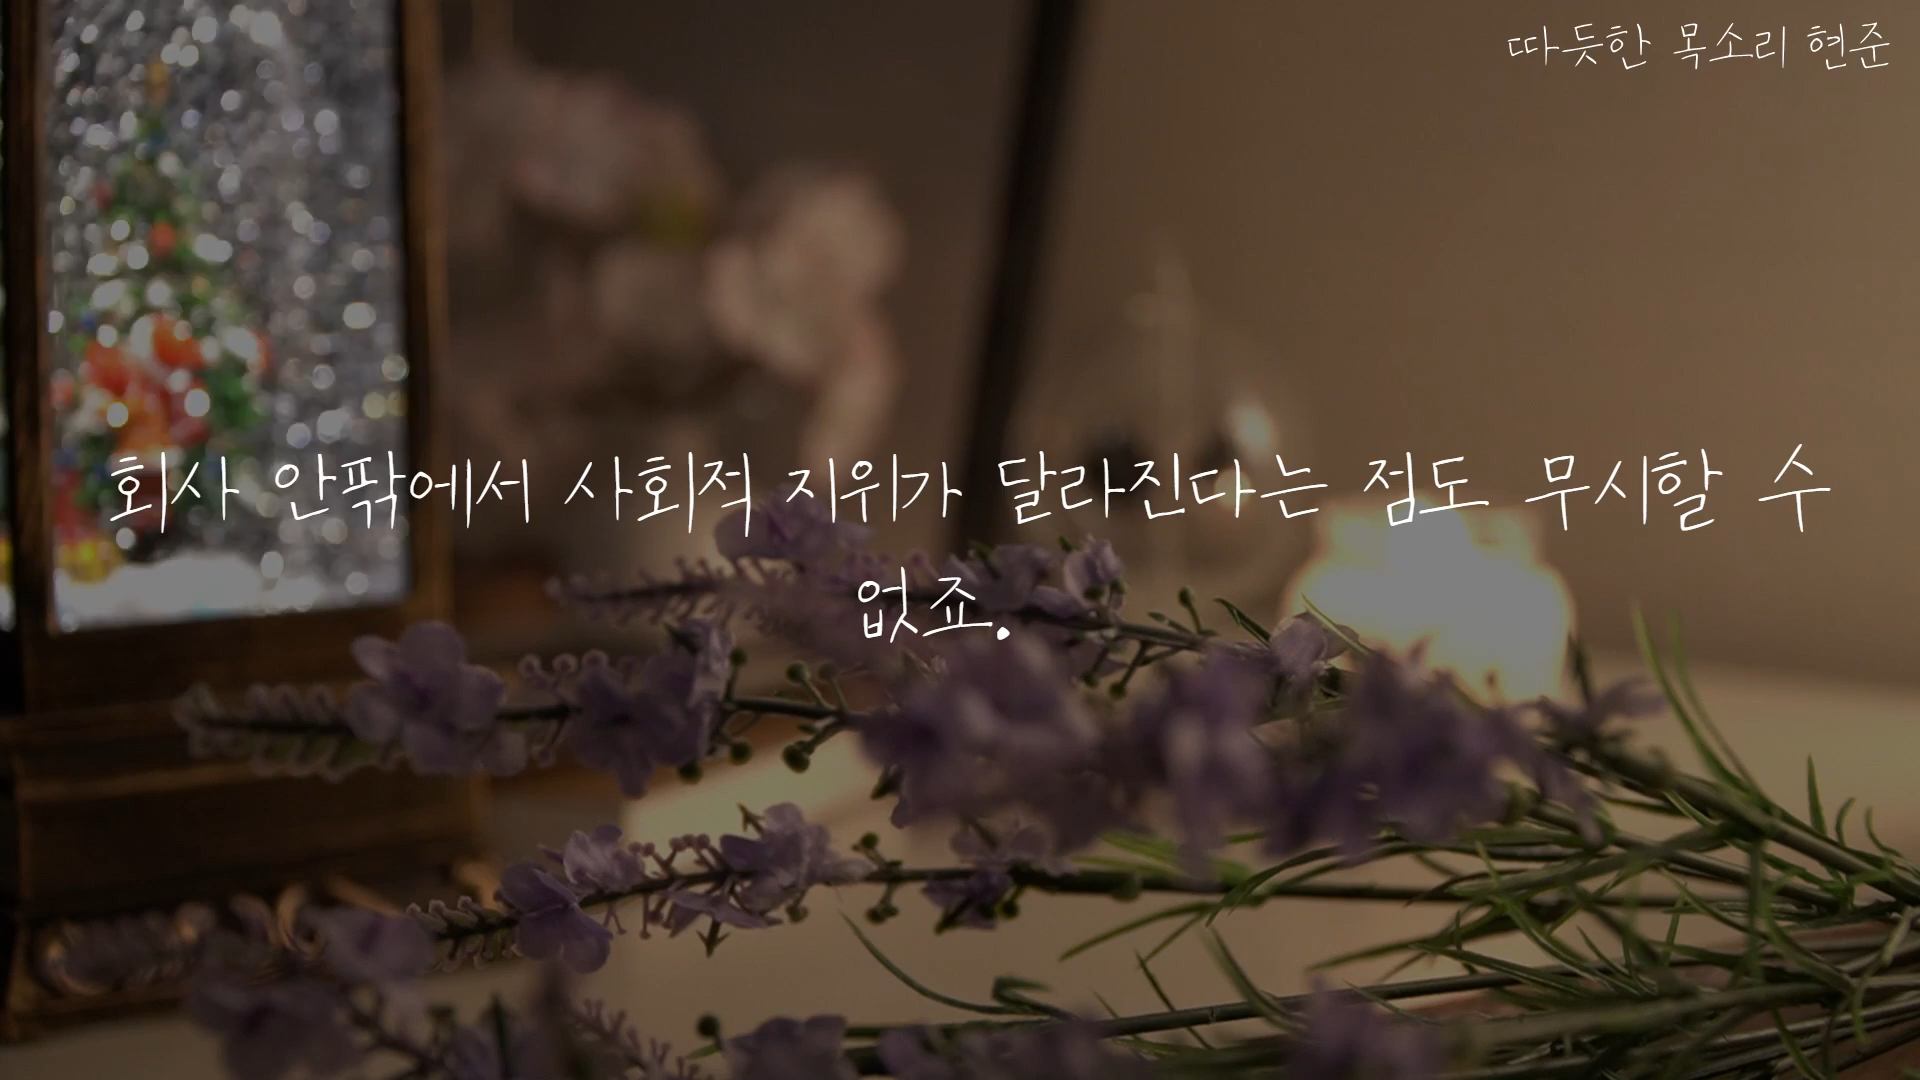 따듯한 목소리 현준
회사 안팎에서 사회적 지위가 달라진다는 점도 무시할 수
없죠.